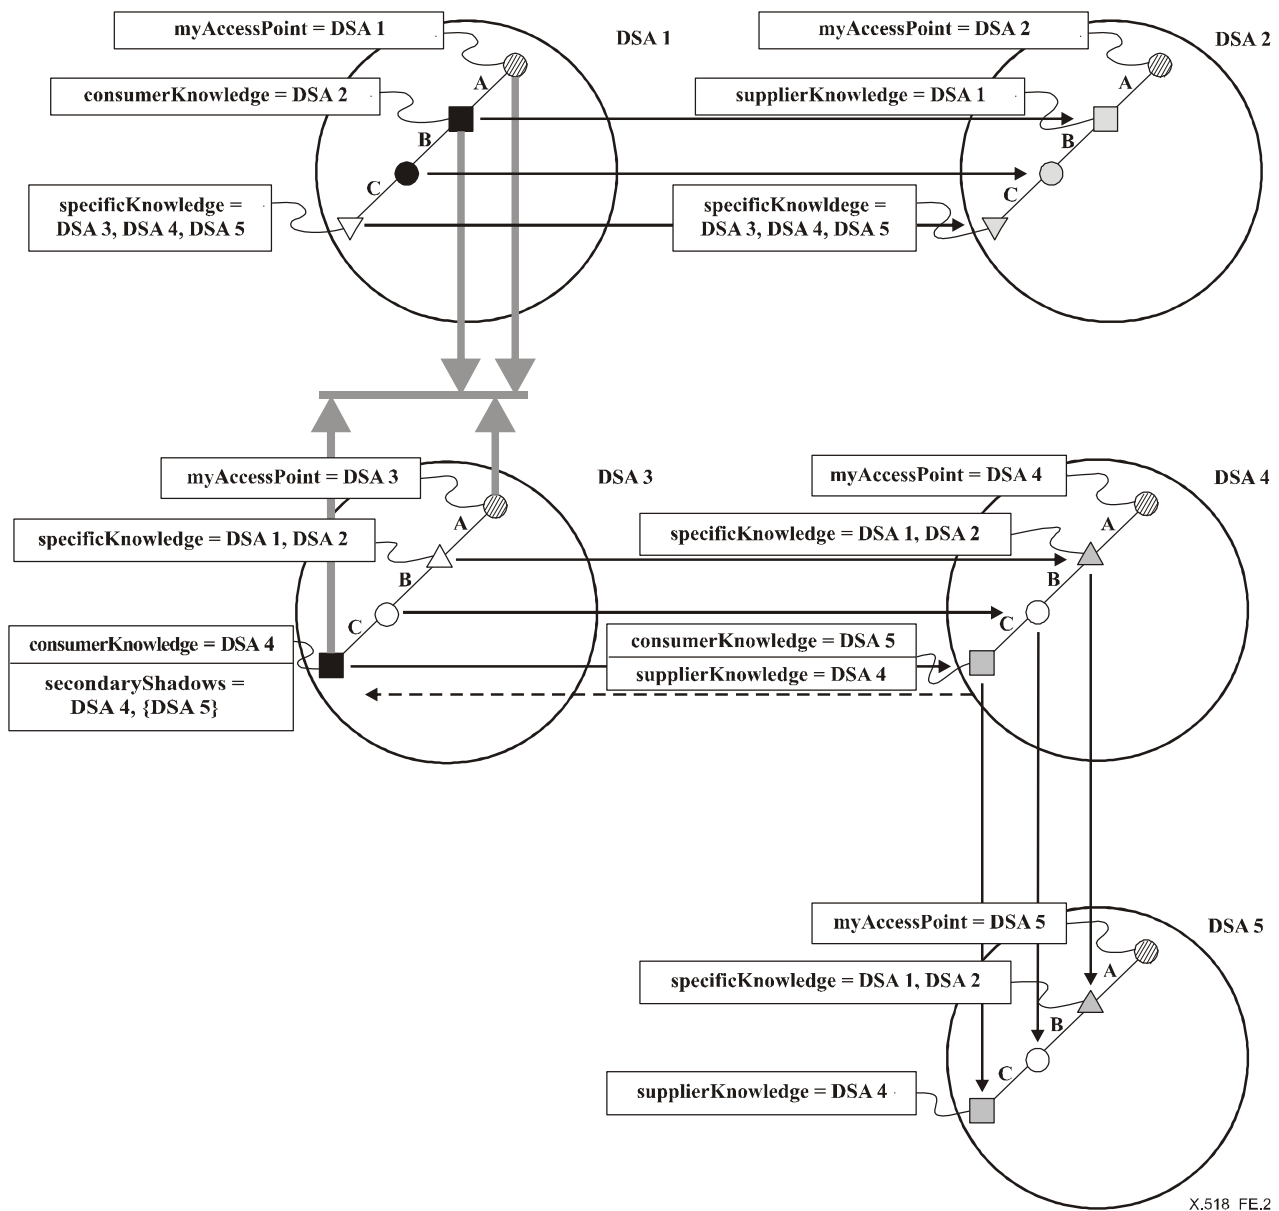 myAccessPoint = DSA 1
DSA 1
myAccessPoint = DSA 2
DSA 2
A
A
consumerKnowledge = DSA 2
supplierKnowledge = DSA 1
B
B
C
C
specificKnowledge =
DSA 3, DSA 4, DSA 5
specificKnowldege =
DSA 3, DSA 4, DSA 5
myAccessPoint = DSA 3
DSA 3
myAccessPoint = DSA 4
DSA 4
A
A
specificKnowledge = DSA 1, DSA 2
specificKnowledge = DSA 1, DSA 2
B
B
C
C
consumerKnowledge = DSA 4
secondaryShadows =
DSA 4, {DSA 5}
consumerKnowledge = DSA 5
supplierKnowledge = DSA 4
myAccessPoint = DSA 5
DSA 5
A
specificKnowledge = DSA 1, DSA 2
B
C
supplierKnowledge = DSA 4
X.518 FE.2